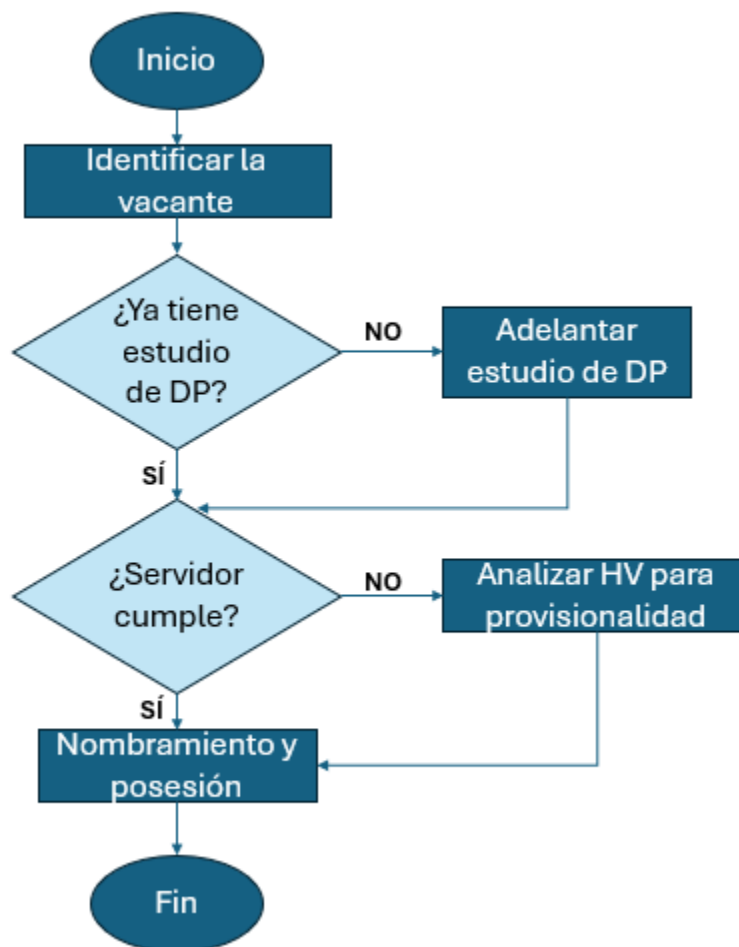 Inicio
Identificar la
vacante
¿Ya tiene
estudio
de DP?
NO
Adelantar
estudio de DP
SÍ
¿Servidor
cumple?
NO
Analizar HV para
provisionalidad
SÍ
Nombramiento y
posesión
Fin